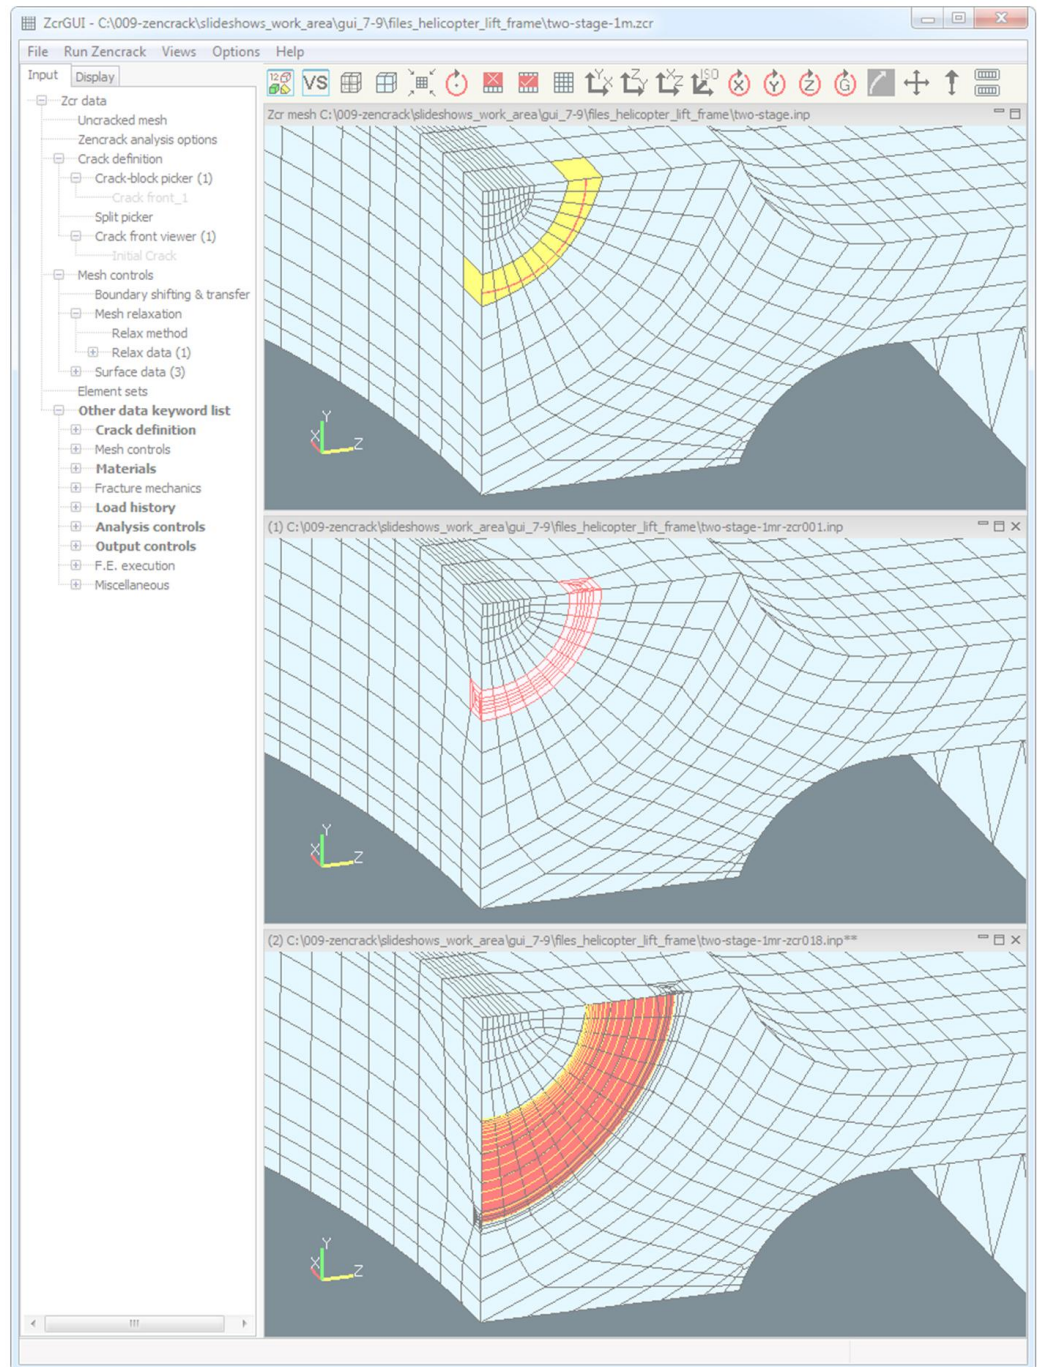 ZcrGUI - C:\009-zencrack\slideshows_work_area\gui_7-9\files_helicopter_lift_frame\two-stage-1m.zcr
File Run Zencrack Views Options Help
Input Display
VS
Y X
Z Y
X Z
ISO
X
Y
Z
G
Zcr data
Uncracked mesh
Zencrack analysis options
Crack definition
Crack-block picker (1)
Crack front_1
Split picker
Crack front viewer (1)
Initial Crack
Mesh controls
Boundary shifting & transfer
Mesh relaxation
Relax method
Relax data (1)
Surface data (3)
Element sets
Other data keyword list
Crack definition
Mesh controls
Materials
Fracture mechanics
Load history
Analysis controls
Output controls
F.E. execution
Miscellaneous
Zcr mesh C:\009-zencrack\slideshows_work_area\gui_7-9\files_helicopter_lift_frame\two-stage.inp
Y
X Z
(1) C:\009-zencrack\slideshows_work_area\gui_7-9\files_helicopter_lift_frame\two-stage-1mr-zcr001.inp
Y
X Z
(2) C:\009-zencrack\slideshows_work_area\gui_7-9\files_helicopter_lift_frame\two-stage-1mr-zcr018.inp**
Y
X Z